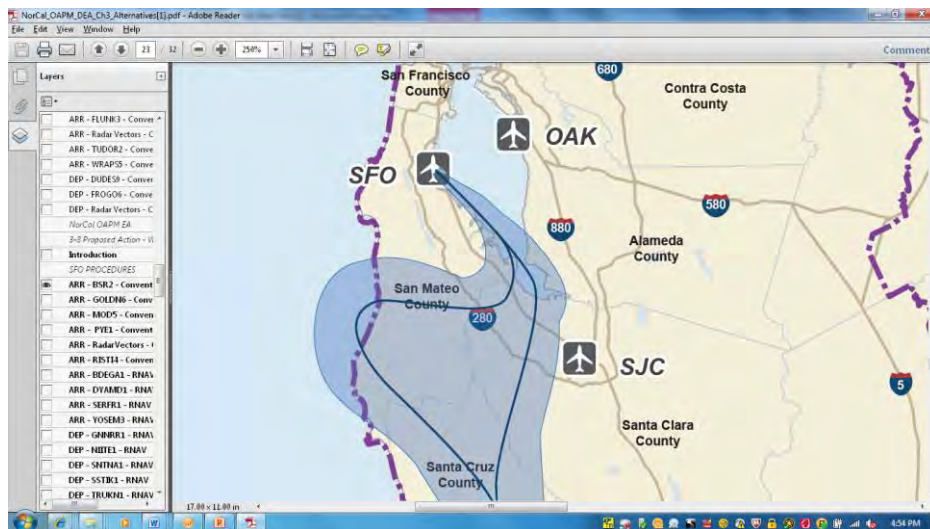 NorCal_OAPM_DEA_Ch3_Alternatives[1].pdf - Adobe Reader
File Edit View Window Help
23 / 32 250% Comment
Layers
ARR - FLUNK3 - Conver
ARR - Radar Vectors - C
ARR - TUDOR2 - Conve
ARR - WRAPS5 - Conve
DEP - DUDES9 - Conver
DEP - FROGO6 - Conve
DEP - Radar Vectors - C
NorCal OAPM EA
3-8 Proposed Action - Vi
Introduction
SFO PROCEDURES
ARR - BSR2 - Convent
ARR - GOLDN6 - Conv
ARR - MOD5 - Conven
ARR - PYE1 - Convent
ARR - RadarVectors -
ARR - RISTI4 - Conven
ARR - BDEGA1 - RNAV
ARR - DYAMD1 - RNA
ARR - SERFR1 - RNAV
ARR - YOSEM3 - RNAV
DEP - GNNRR1 - RNAV
DEP - NIITE1 - RNAV
DEP - SNTNA1 - RNAV
DEP - SSTIK1 - RNAV
DEP - TRUKN1 - RNAV
San Francisco
County
680
Contra Costa
County
OAK
SFO
580
880
Alameda
County
San Mateo
County
280
SJC
5
Santa Clara
County
Santa Cruz
County
17.00 x 11.00 in
4:54 PM